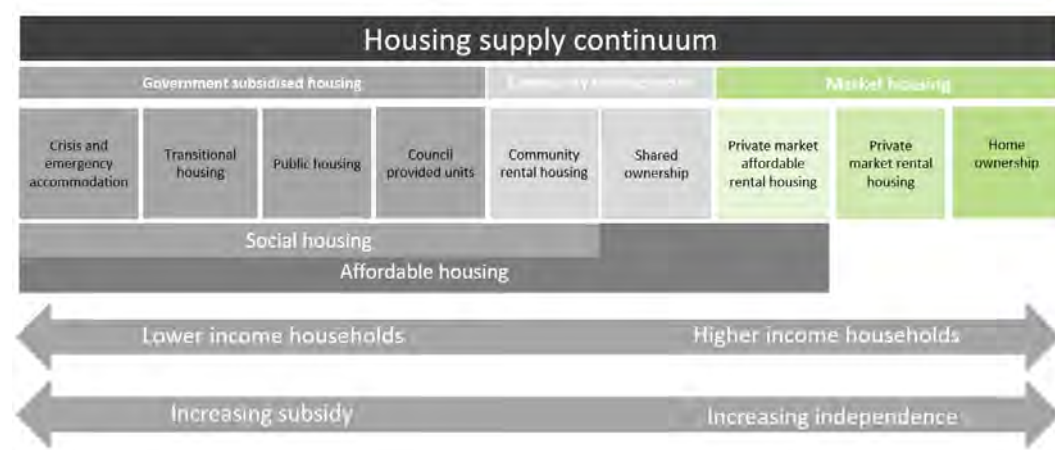 Housing supply continuum
Government subsidised housing
Community
Market housing
Crisis and
emergency
accommodation
Transitional
housing
Public housing
Council
provided units
Community
rental housing
Shared
ownership
Private market
affordable
rental housing
Private
market rental
housing
Home
ownership
Social housing
Affordable housing
Lower income households
Higher income households
Increasing subsidy
Increasing independence